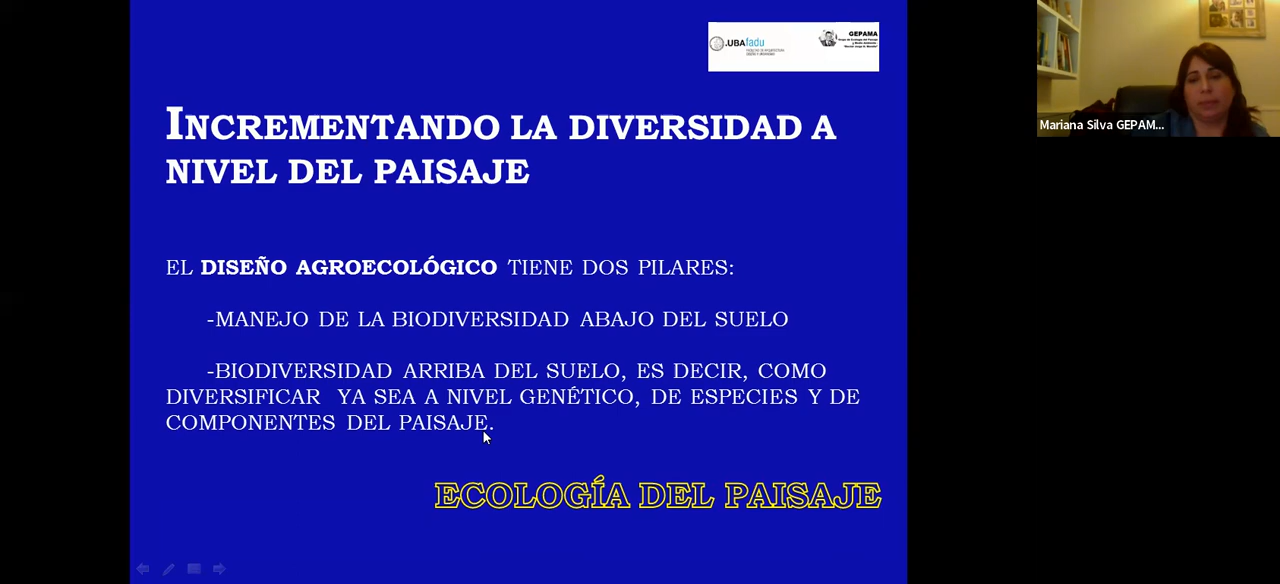 .UBAfadu
GEPAMA
INCREMENTANDO LA DIVERSIDAD A
NIVEL DEL PAISAJE
EL DISEÑO AGROECOLÓGICO TIENE DOS PILARES:
-MANEJO DE LA BIODIVERSIDAD ABAJO DEL SUELO
-BIODIVERSIDAD ARRIBA DEL SUELO, ES DECIR, COMO
DIVERSIFICAR YA SEA A NIVEL GENÉTICO, DE ESPECIES Y DE
COMPONENTES DEL PAISAJE.
ECOLOGÍA DEL PAISAJE
Mariana Silva GEPAM...